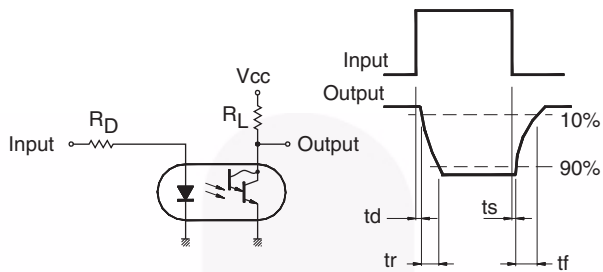 Input
RD
Vcc
RL
Output
Input
Output
10%
90%
td
ts
tr
tf